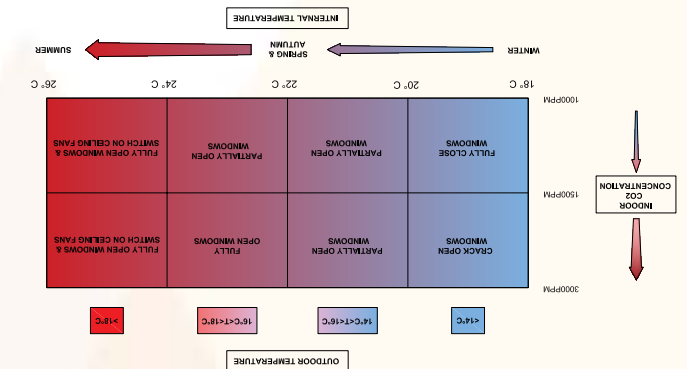 OUTDOOR TEMPERATURE
<14°C
14°C<T<16°C
16°C<T<18°C
>18°C
3000PPM
CRACK OPEN
WINDOWS
PARTIALLY OPEN
WINDOWS
FULLY
OPEN WINDOWS
FULLY OPEN WINDOWS &
SWITCH ON CEILING FANS
INDOOR
CO2
CONCENTRATION
1500PPM
FULLY CLOSE
WINDOWS
PARTIALLY OPEN
WINDOWS
PARTIALLY OPEN
WINDOWS
FULLY OPEN WINDOWS &
SWITCH ON CEILING FANS
1000PPM
18° C
20° C
22° C
24° C
26° C
WINTER
SPRING &
AUTUMN
SUMMER
INTERNAL TEMPERATURE